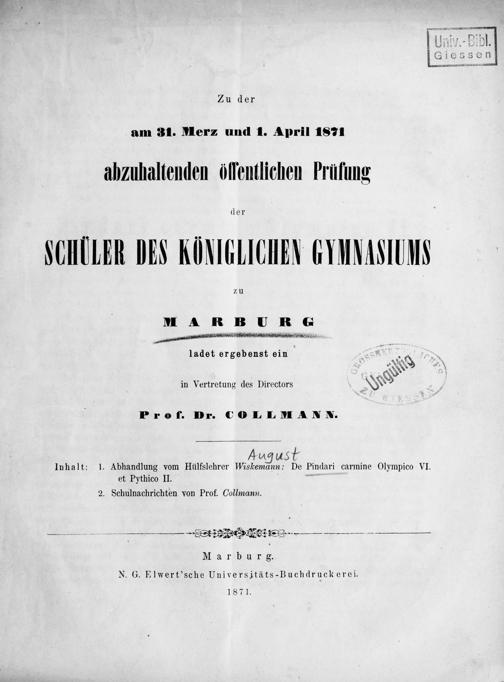 Univ.-Bibl.
Giessen
Zu der
am 31. Merz und 1. April 1871
abzuhaltenden öffentlichen Prüfung
der
SCHÜLER DES KÖNIGLICHEN GYMNASIUMS
zu
MARBURG
ladet ergebenst ein
in Vertretung des Directors
Prof. Dr. COLLMANN.
Ungültig
ZU GIESSEN
August
Inhalt: 1. Abhandlung vom Hülfslehrer Wiskemann: De Pindari carmine Olympico VI.
et Pythico II.
2. Schulnachrichten von Prof. Collmann.
Marburg.
N. G. Elwert'sche Universitäts-Buchdruckerei.
1871.